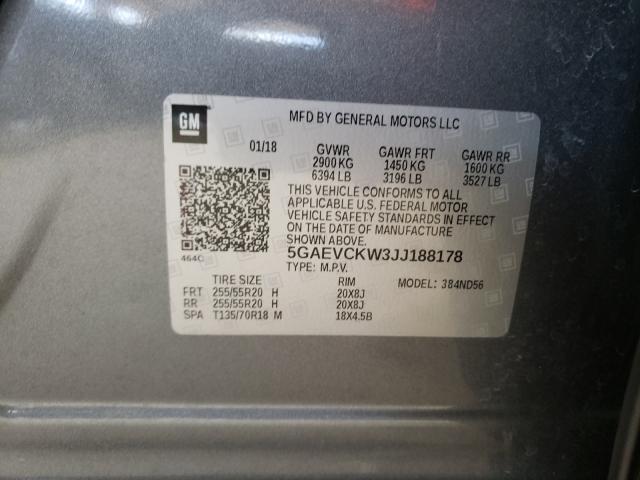 GM
MFD BY GENERAL MOTORS LLC
01/18 GVWR GAWR FRT GAWR RR
2900 KG 1450 KG 1600 KG
6394 LB 3196 LB 3527 LB
THIS VEHICLE CONFORMS TO ALL
APPLICABLE U.S. FEDERAL MOTOR
VEHICLE SAFETY STANDARDS IN EFFECT
ON THE DATE OF MANUFACTURE
SHOWN ABOVE.
464C 5GAEVCKW3JJ188178
TYPE: M.P.V.
TIRE SIZE RIM MODEL: 384ND56
FRT 255/55R20 H 20X8J
RR 255/55R20 H 20X8J
SPA T135/70R18 M 18X4.5B